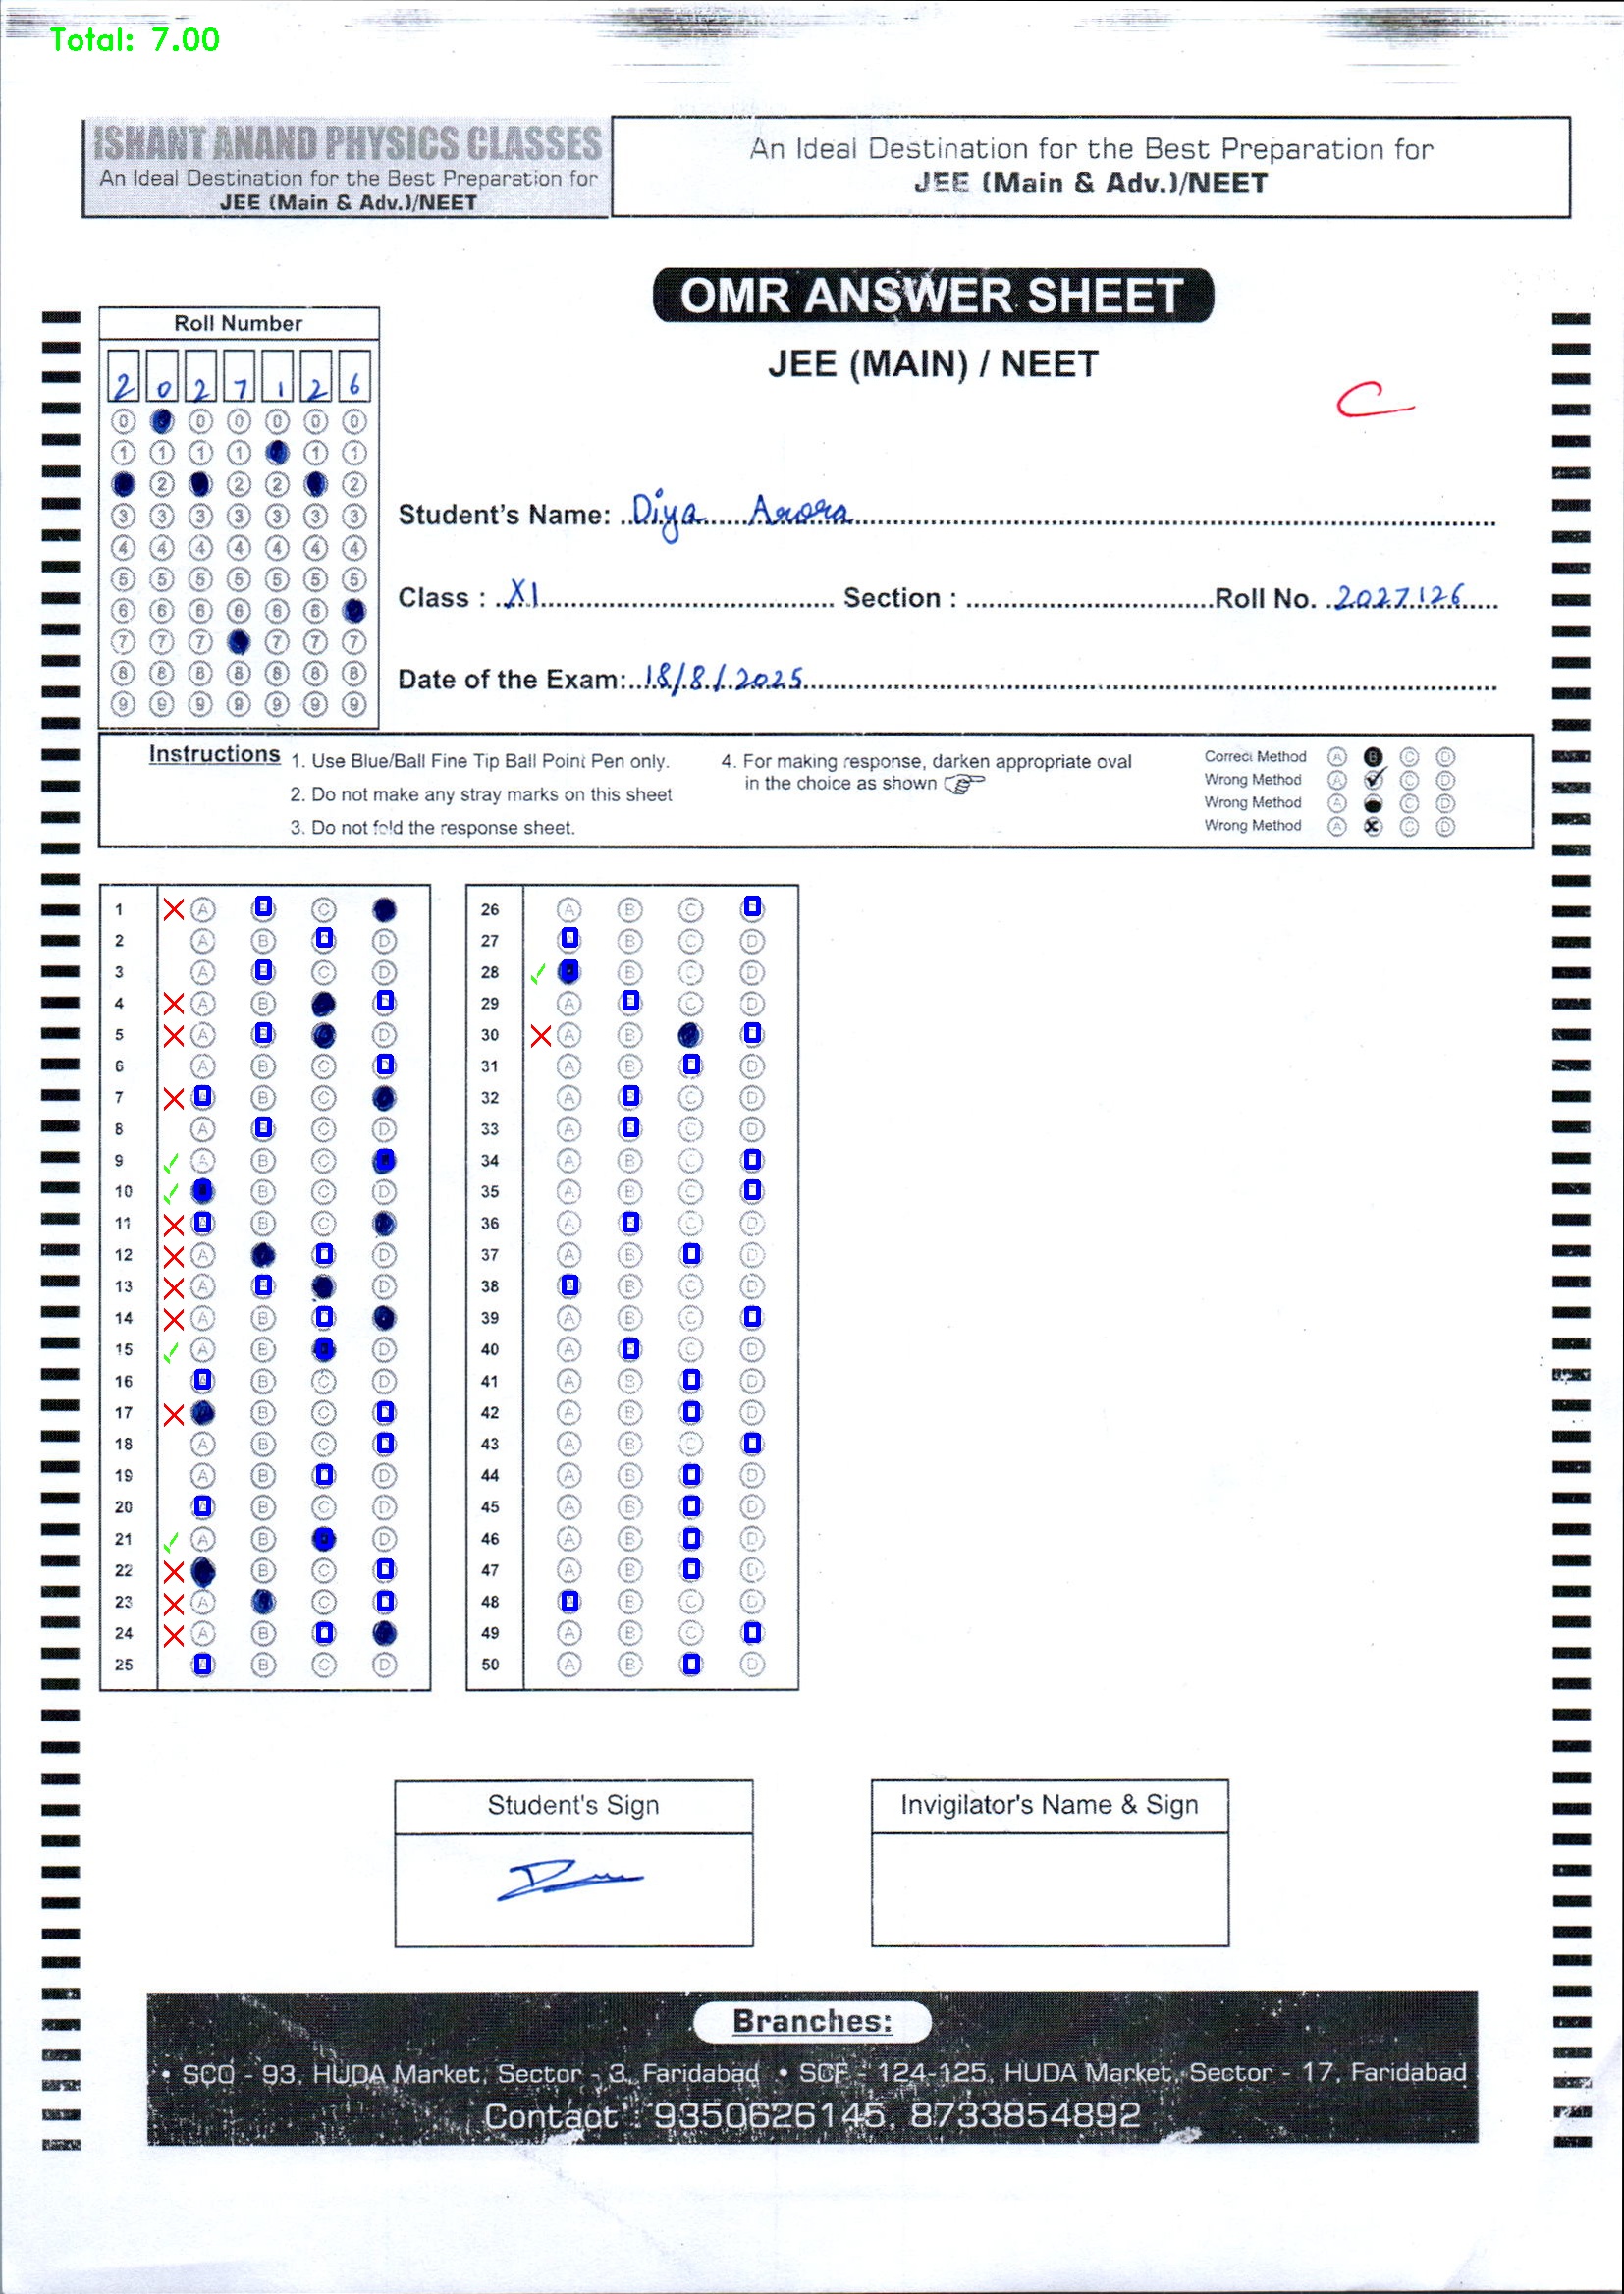 Total: 7.00
ISHANT ANAND PHYSICS CLASSES
An Ideal Destination for the Best Preparation for
JEE (Main & Adv.)/NEET
An Ideal Destination for the Best Preparation for
JEE (Main & Adv.)/NEET
OMR ANSWER SHEET
JEE (MAIN) / NEET
C
Roll Number
2 0 2 7 1 2 6
0 0 0 0 0 0
1 1 1 1 1 1
2 2 2 2
3 3 3 3 3 3 3
4 4 4 4 4 4 4
5 5 5 5 5 5 5
6 6 6 6 6 6
7 7 7 7 7 7
8 8 8 8 8 8 8
9 9 9 9 9 9 9
Student's Name: Diya Arora
Class : XI Section : Roll No. 2027126
Date of the Exam: 18/8/2025
Instructions
1. Use Blue/Ball Fine Tip Ball Point Pen only.
2. Do not make any stray marks on this sheet
3. Do not fold the response sheet.
4. For making response, darken appropriate oval
in the choice as shown
Correct Method A B C D
Wrong Method A C D
Wrong Method A C D
Wrong Method A C D
1 A C
2 A B D
3 A C D
4 A B
5 A D
6 A B C
7 B C
8 A C D
9 A B C
10 B C D
11 B C
12 A D
13 A D
14 A B
15 A B D
16 B C D
17 B C
18 A B C
19 A B D
20 B C D
21 A B D
22 B C
23 A C
24 A B
25 B C D
26 A B C
27 B C D
28 B C D
29 A C D
30 A B
31 A B D
32 A C D
33 A C D
34 A B C
35 A B C
36 A C D
37 A B D
38 B C D
39 A B C
40 A C D
41 A B D
42 A B D
43 A B C
44 A B D
45 A B D
46 A B D
47 A B D
48 B C D
49 A B C
50 A B D
Student's Sign
Invigilator's Name & Sign
Branches:
• SCO - 93, HUDA Market, Sector - 3, Faridabad • SCF - 124-125, HUDA Market, Sector - 17, Faridabad
Contact : 9350626145, 8733854892